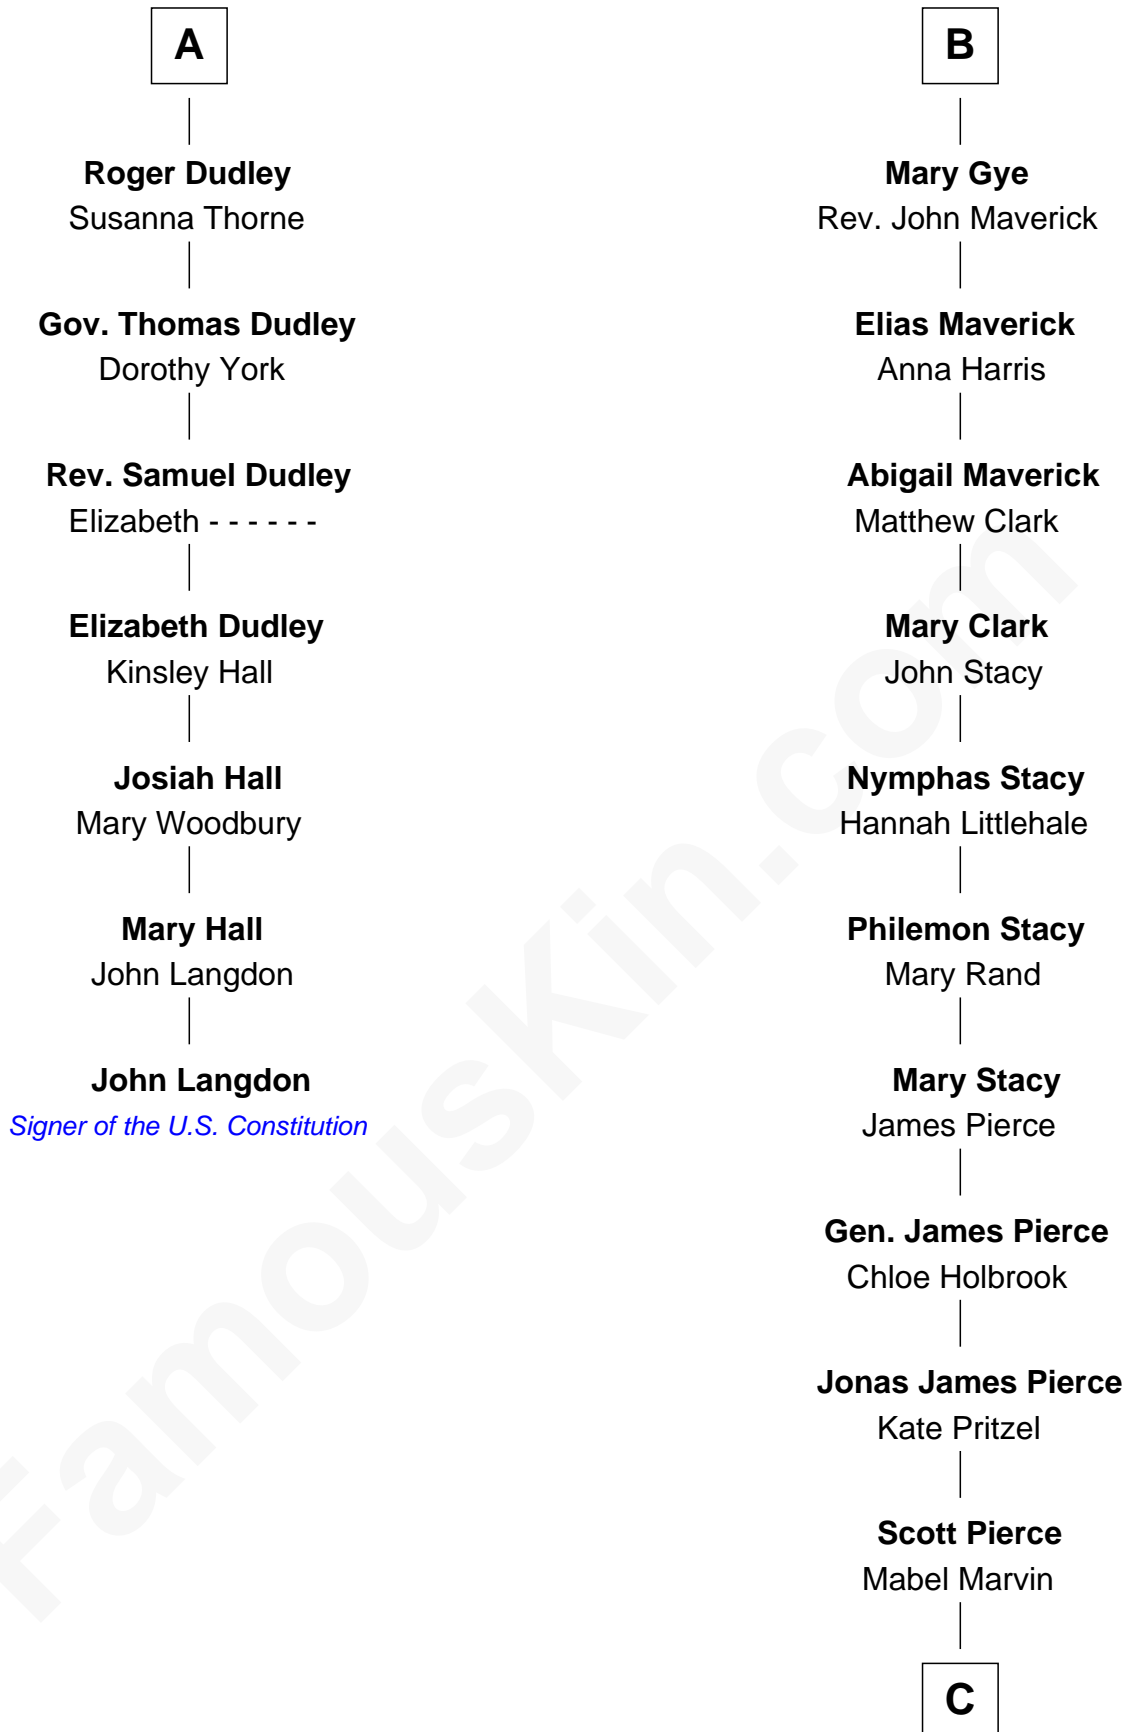 A
Roger Dudley
Susanna Thorne
Gov. Thomas Dudley
Dorothy York
Rev. Samuel Dudley
Elizabeth - - - - - -
Elizabeth Dudley
Kinsley Hall
Josiah Hall
Mary Woodbury
Mary Hall
John Langdon
John Langdon
Signer of the U.S. Constitution
B
Mary Gye
Rev. John Maverick
Elias Maverick
Anna Harris
Abigail Maverick
Matthew Clark
Mary Clark
John Stacy
Nymphas Stacy
Hannah Littlehale
Philemon Stacy
Mary Rand
Mary Stacy
James Pierce
Gen. James Pierce
Chloe Holbrook
Jonas James Pierce
Kate Pritzel
Scott Pierce
Mabel Marvin
C
FamousKin.com